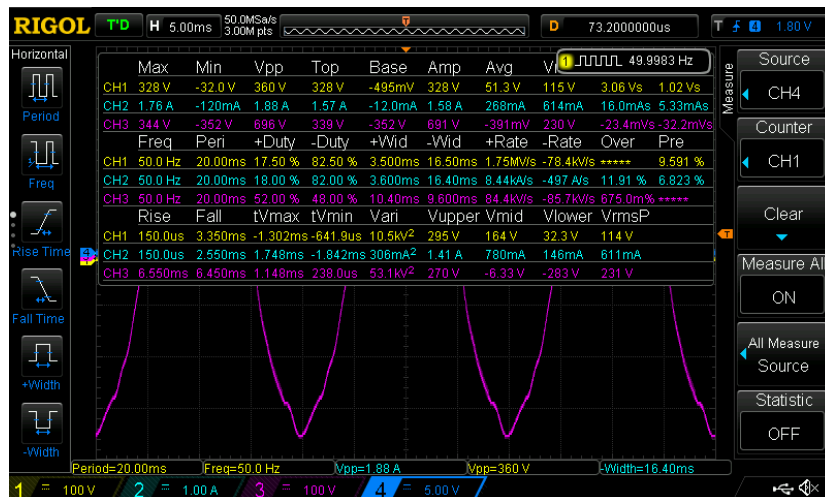 RIGOL T'D H 5.00ms 50.0MSa/s 3.00M pts D 73.2000000us T 4 1.80 V
Horizontal
Period
Freq
Rise Time
Fall Time
+Width
-Width
1 49.9983 Hz
Max Min Vpp Top Base Amp Avg
CH1 328 V -32.0 V 360 V 328 V -495mV 328 V 51.3 V 115 V 3.06 Vs 1.02 Vs
CH2 1.76 A -120mA 1.88 A 1.57 A -12.0mA 1.58 A 268mA 614mA 16.0mAs 5.33mAs
CH3 344 V -352 V 696 V 339 V -352 V 691 V -391mV 230 V -23.4mVs -32.2mVs
Freq Peri +Duty -Duty +Wid -Wid +Rate -Rate Over Pre
CH1 50.0 Hz 20.00ms 17.50 % 82.50 % 3.500ms 16.50ms 1.75MV/s -78.4kV/s ***** 9.591 %
CH2 50.0 Hz 20.00ms 18.00 % 82.00 % 3.600ms 16.40ms 8.44kA/s -497 A/s 11.91 % 6.823 %
CH3 50.0 Hz 20.00ms 52.00 % 48.00 % 10.40ms 9.600ms 84.4kV/s -85.7kV/s 675.0m% *****
Rise Fall tVmax tVmin Vari Vupper Vmid Vlower VrmsP
CH1 150.0us 3.350ms -1.302ms -641.9us 10.5kV² 295 V 164 V 32.3 V 114 V
CH2 150.0us 2.550ms 1.748ms -1.842ms 306mA² 1.41 A 780mA 146mA 611mA
CH3 6.550ms 6.450ms 1.148ms 238.0us 53.1kV² 270 V -6.33 V -283 V 231 V
T
Period=20.00ms Freq=50.0 Hz Vpp=1.88 A Vpp=360 V -Width=16.40ms
1 = 100 V 2 = 1.00 A 3 = 100 V 4 = 5.00 V
Measure
Source
CH4
Counter
CH1
Clear
Measure All
ON
All Measure
Source
Statistic
OFF